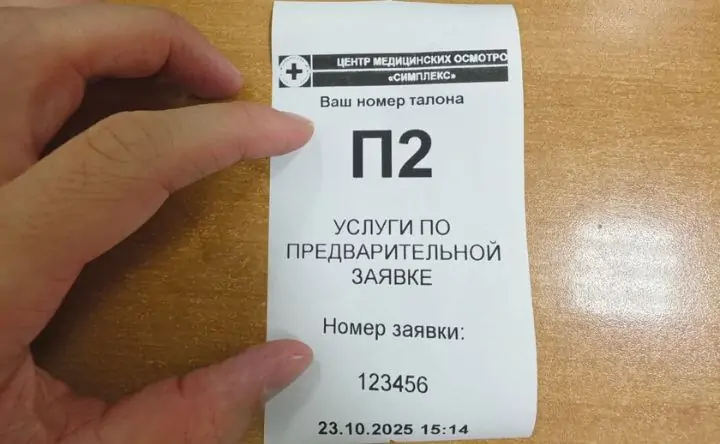 ЦЕНТР МЕДИЦИНСКИХ ОСМОТРО
«СИМПЛЕКС»
Ваш номер талона
П2
УСЛУГИ ПО
ПРЕДВАРИТЕЛЬНОЙ
ЗАЯВКЕ
Номер заявки:
123456
23.10.2025 15:14